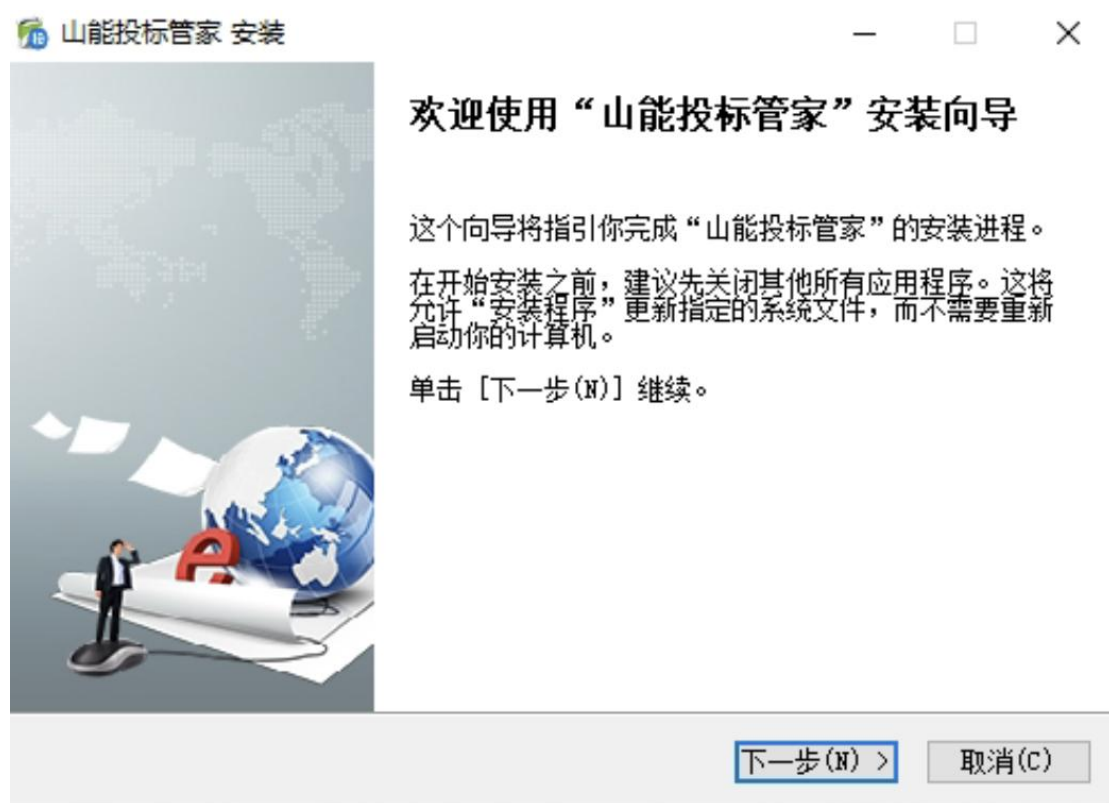 山能投标管家 安装
欢迎使用“山能投标管家”安装向导
这个向导将指引你完成“山能投标管家”的安装进程。
在开始安装之前，建议先关闭其他所有应用程序。这将
允许“安装程序”更新指定的系统文件，而不需要重新
启动你的计算机。
单击 [下一步(N)] 继续。
下一步(N) >
取消(C)